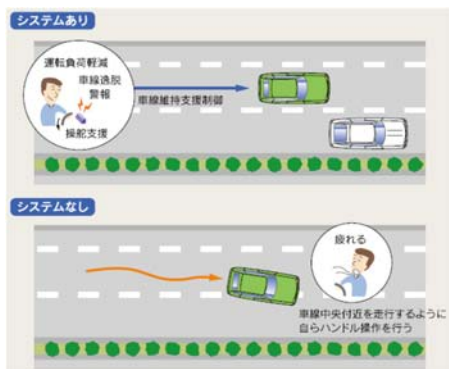 システムあり
運転負荷軽減
車線逸脱
警報
操舵支援
車線維持支援制御
システムなし
疲れる
車線中央付近を走行するように
自らハンドル操作を行う